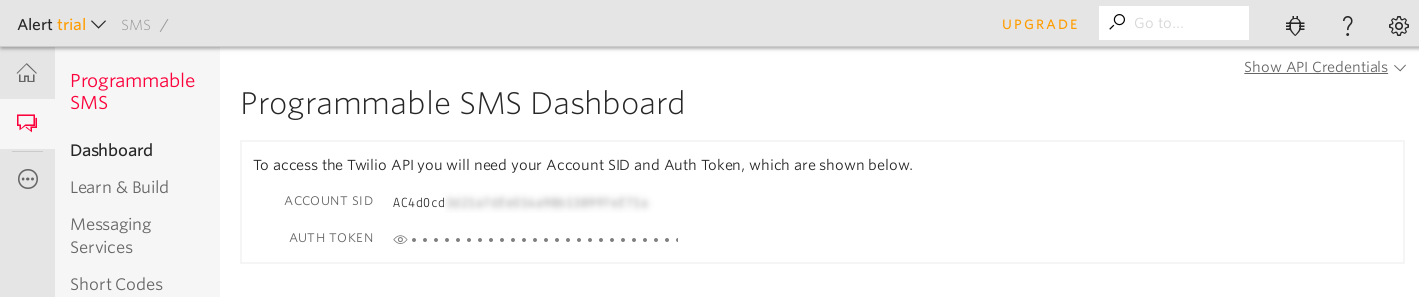 Alert trial SMS / UPGRADE Go to...
Show API Credentials
Programmable
SMS
Programmable SMS Dashboard
Dashboard
Learn & Build
Messaging
Services
Short Codes
To access the Twilio API you will need your Account SID and Auth Token, which are shown below.
ACCOUNT SID AC4d0cd
AUTH TOKEN